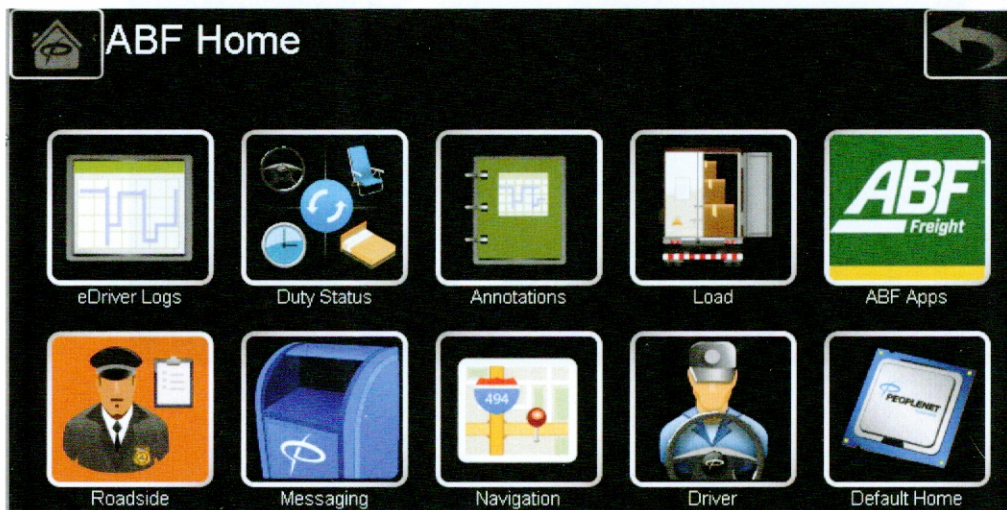 ABF Home
eDriver Logs
Duty Status
Annotations
Load
ABF
Freight
ABF Apps
Roadside
Messaging
494
Navigation
Driver
PEOPLENET
Default Home